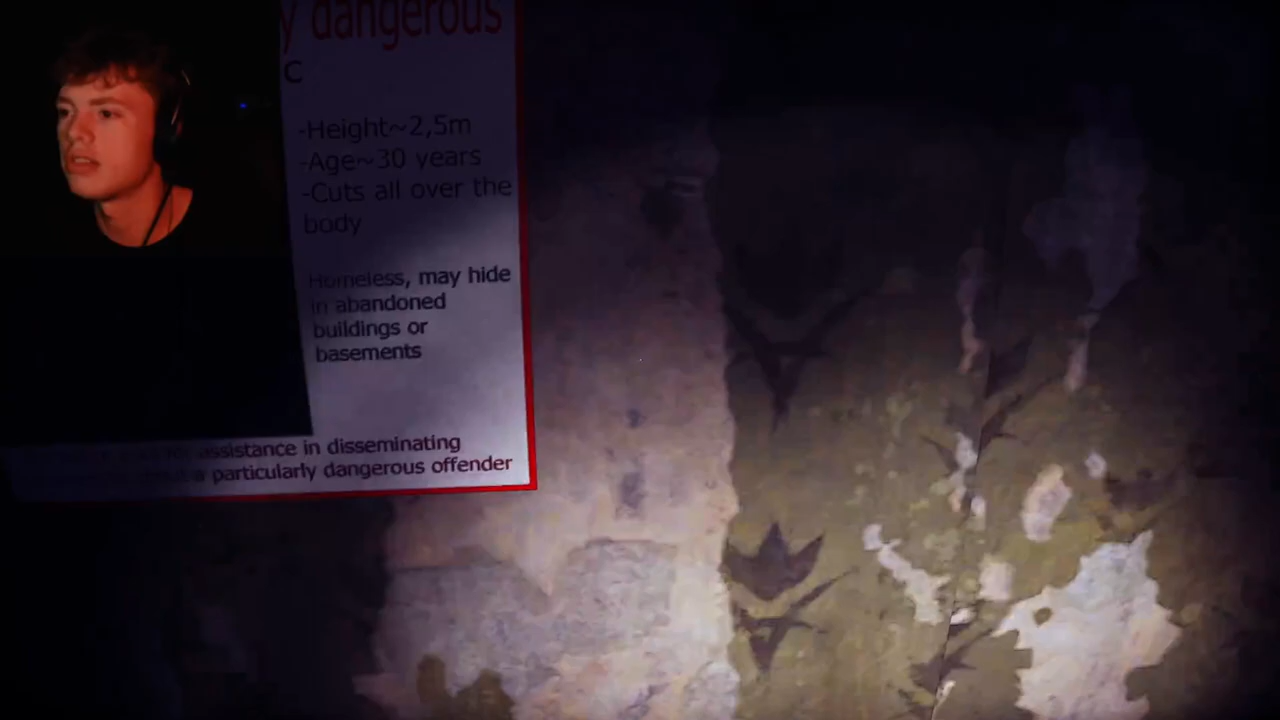 y dangerous
c
-Height~2,5m
-Age~30 years
-Cuts all over the
body
Homeless, may hide
in abandoned
buildings or
basements
assistance in disseminating
a particularly dangerous offender